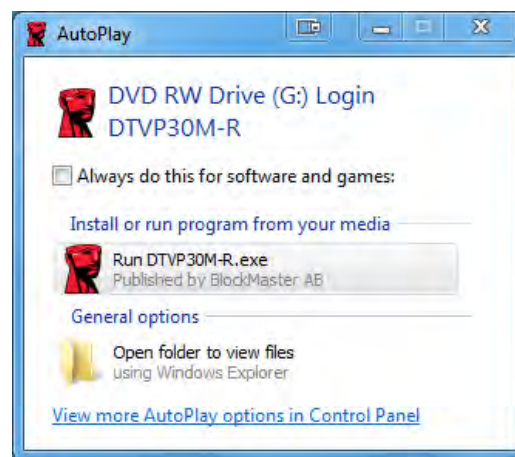 AutoPlay
DVD RW Drive (G:) Login
DTVP30M-R
Always do this for software and games:
Install or run program from your media
Run DTVP30M-R.exe
Published by BlockMaster AB
General options
Open folder to view files
using Windows Explorer
View more AutoPlay options in Control Panel